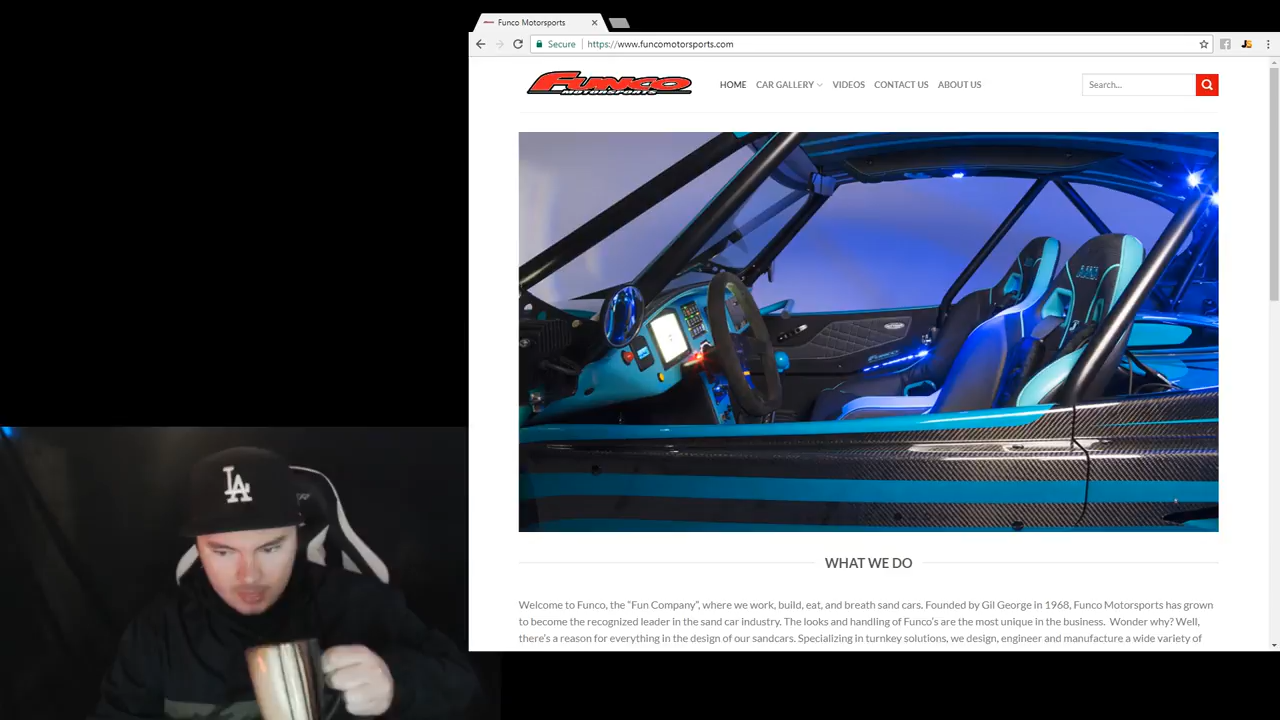 Funco Motorsports
Secure
https://www.funcomotorsports.com
FUNCO
MOTORSPORTS
HOME
CAR GALLERY
VIDEOS
CONTACT US
ABOUT US
Search...
LA
WHAT WE DO
Welcome to Funco, the “Fun Company”, where we work, build, eat, and breath sand cars. Founded by Gil George in 1968, Funco Motorsports has grown
to become the recognized leader in the sand car industry. The looks and handling of Funco’s are the most unique in the business.  Wonder why? Well,
there’s a reason for everything in the design of our sandcars. Specializing in turnkey solutions, we design, engineer and manufacture a wide variety of